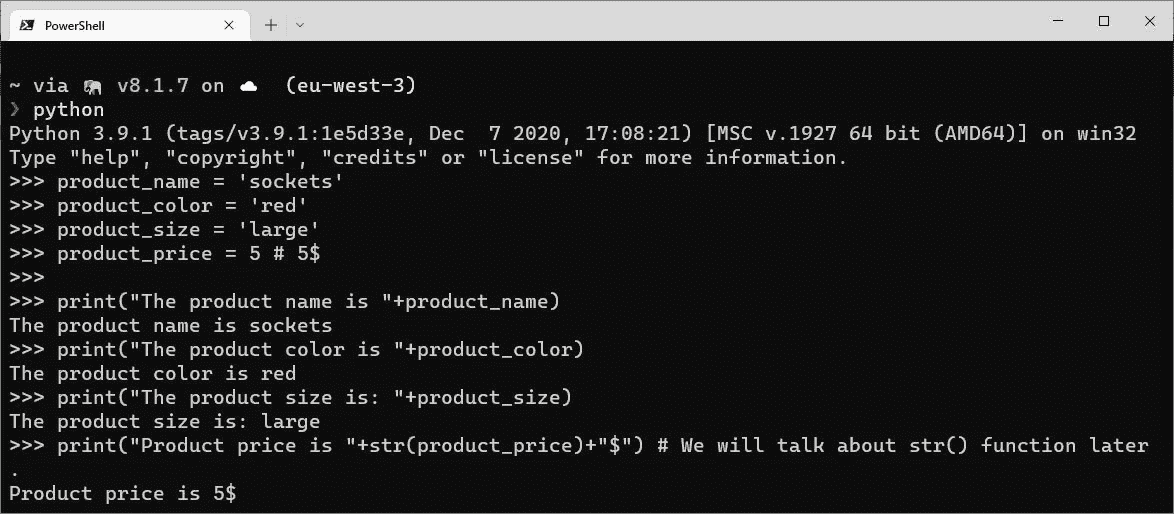 PowerShell
~ via 🐘 v8.1.7 on ☁ (eu-west-3)
❯ python
Python 3.9.1 (tags/v3.9.1:1e5d33e, Dec  7 2020, 17:08:21) [MSC v.1927 64 bit (AMD64)] on win32
Type "help", "copyright", "credits" or "license" for more information.
>>> product_name = 'sockets'
>>> product_color = 'red'
>>> product_size = 'large'
>>> product_price = 5 # 5$
>>>
>>> print("The product name is "+product_name)
The product name is sockets
>>> print("The product color is "+product_color)
The product color is red
>>> print("The product size is: "+product_size)
The product size is: large
>>> print("Product price is "+str(product_price)+"$") # We will talk about str() function later
.
Product price is 5$